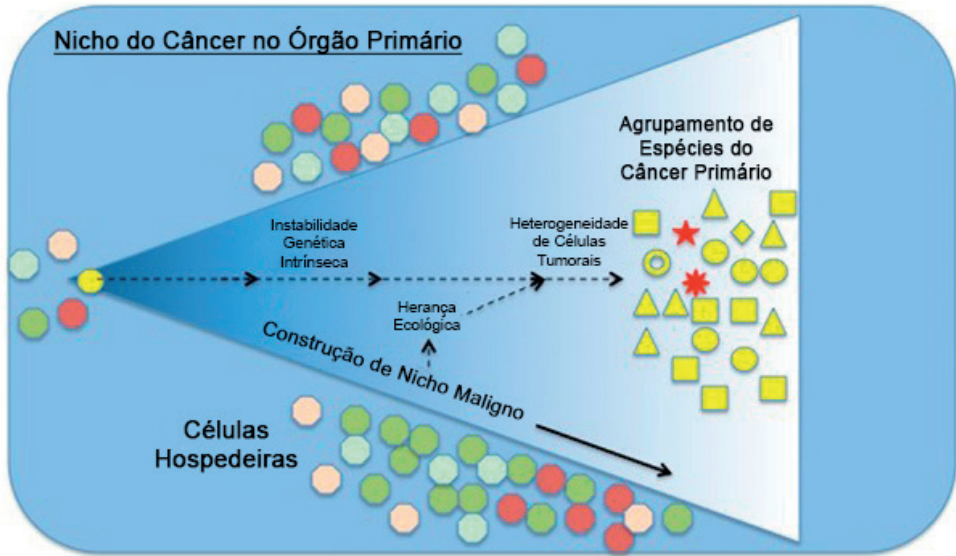 Nicho do Câncer no Órgão Primário
Agrupamento de
Espécies do
Câncer Primário
Instabilidade
Genética
Intrínseca
Heterogeneidade
de Células
Tumorais
Herança
Ecológica
Construção de Nicho Maligno
Células
Hospedeiras